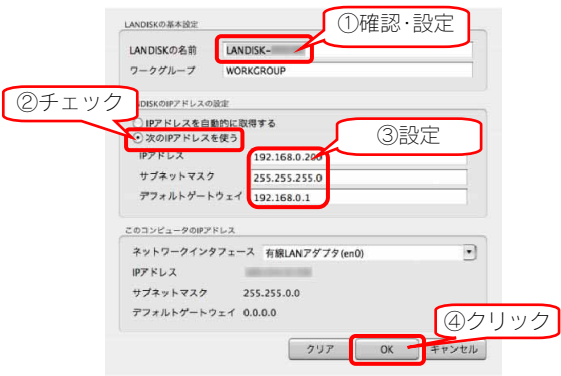 LANDISKの基本設定
①確認・設定
LANDISKの名前 LANDISK-
ワークグループ WORKGROUP
②チェック
DISKのIPアドレスの設定
IPアドレスを自動的に取得する
次のIPアドレスを使う
③設定
IPアドレス 192.168.0.200
サブネットマスク 255.255.255.0
デフォルトゲートウェイ 192.168.0.1
このコンピュータのIPアドレス
ネットワークインタフェース 有線LANアダプタ(en0)
IPアドレス
サブネットマスク 255.255.0.0
デフォルトゲートウェイ 0.0.0.0
④クリック
クリア OK キャンセル